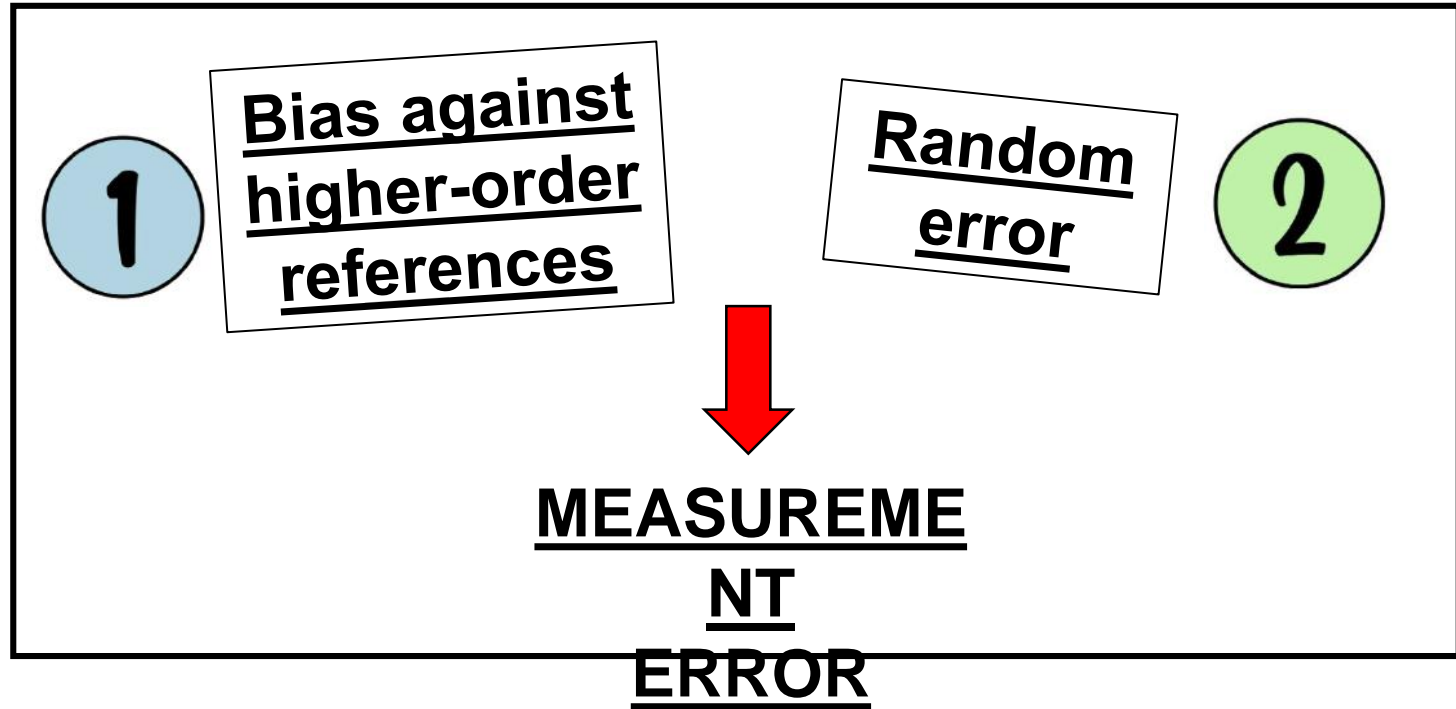 1
Bias against
higher-order
references
Random
error
2
MEASUREME
NT
ERROR